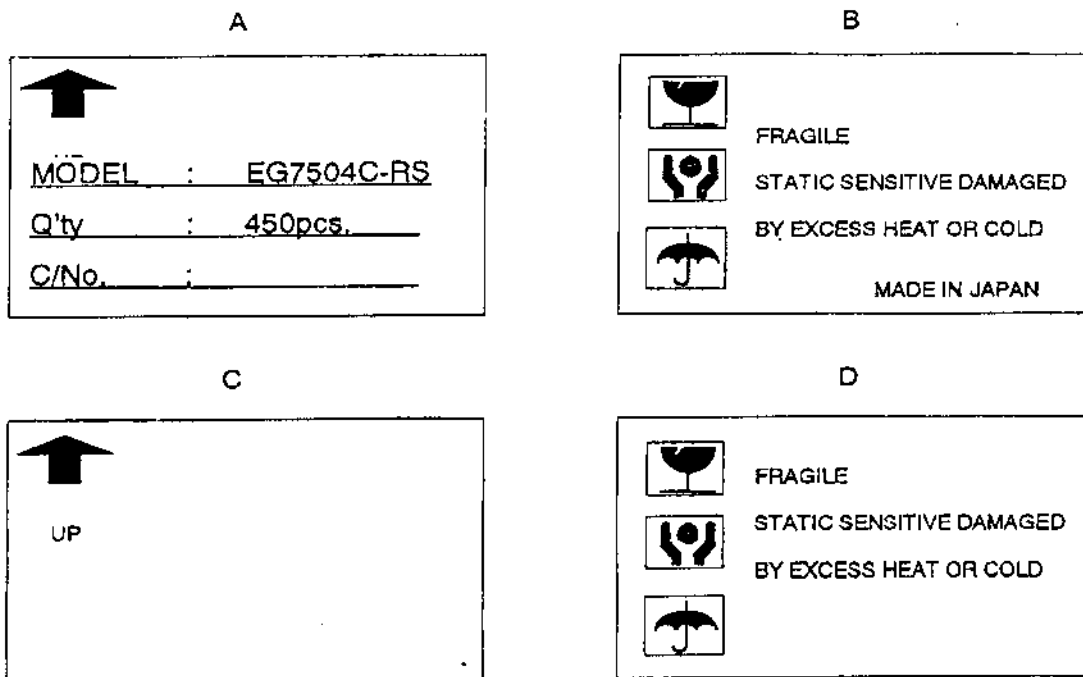 A
MODEL : EG7504C-RS
Q'ty : 450pcs.
C/No. :
B
FRAGILE
STATIC SENSITIVE DAMAGED
BY EXCESS HEAT OR COLD
MADE IN JAPAN
C
UP
D
FRAGILE
STATIC SENSITIVE DAMAGED
BY EXCESS HEAT OR COLD